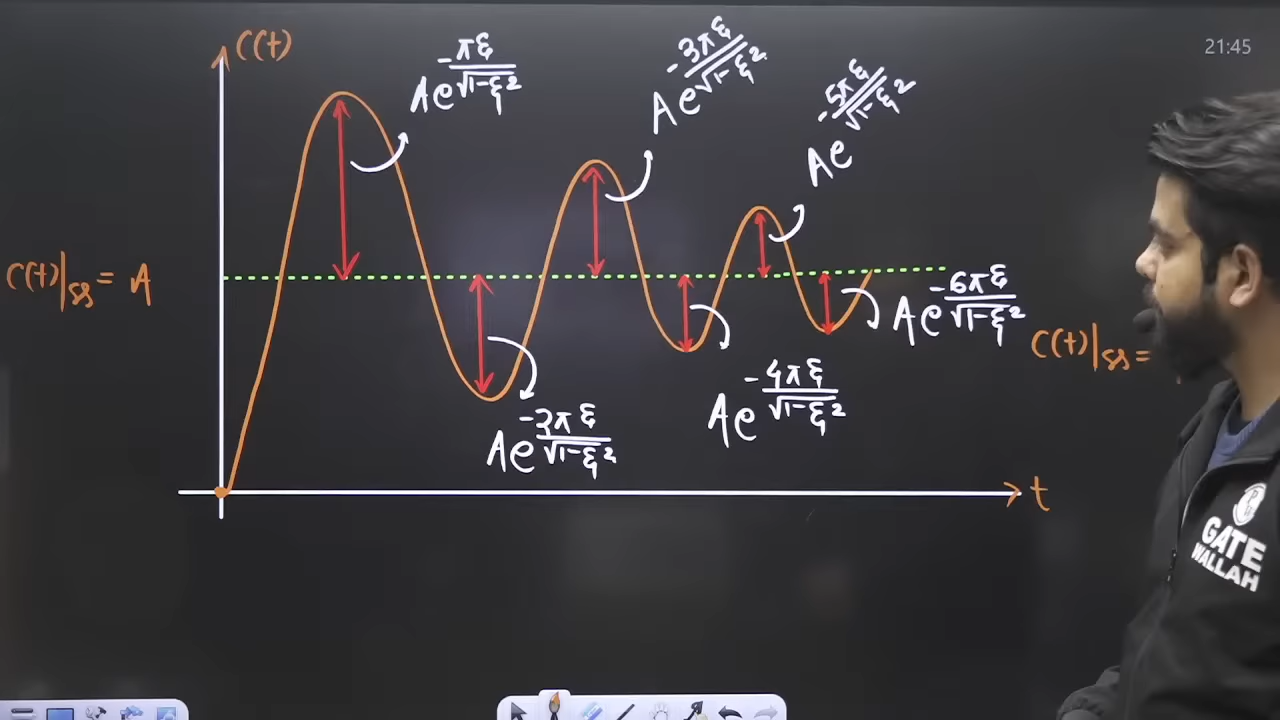 21:45
C(t)
Ae^{-πξ/√1-ξ²}
Ae^{-3πξ/√1-ξ²}
Ae^{-5πξ/√1-ξ²}
C(t)|ss = A
Ae^{-6πξ/√1-ξ²}
C(t)|ss =
Ae^{-4πξ/√1-ξ²}
Ae^{-2πξ/√1-ξ²}
t
GATE
WALLAH